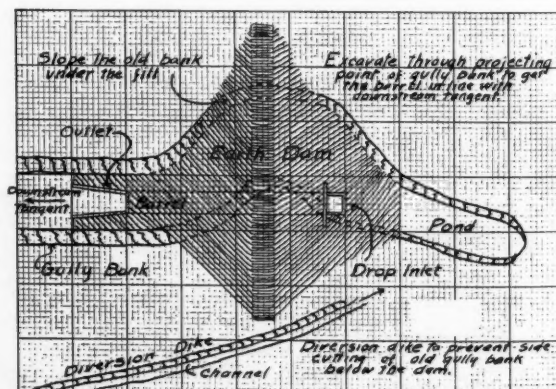 Slope the old bank
under the fill
Excavate through projecting
point of gully bank to get
the barrel in line with
downstream tangent.
Outlet
Earth Dam
Downstream
Tangent
Barrel
Pond
Gully Bank
Drop Inlet
Diversion Dike
Channel
Diversion dike to prevent side
cutting of old gully bank
below the dam.